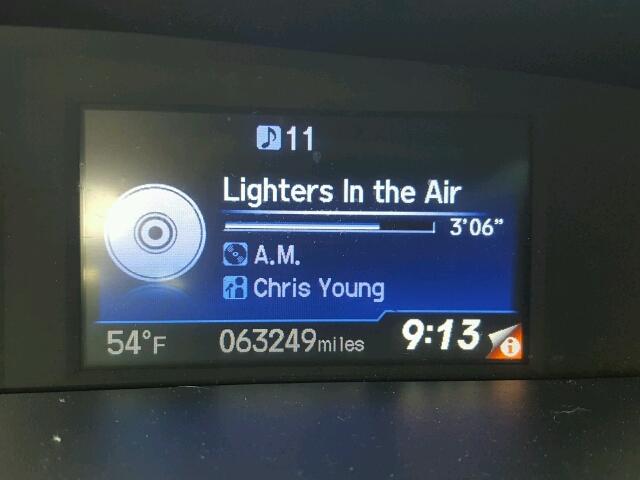 11
Lighters In the Air
3'06"
A.M.
Chris Young
54°F 063249miles 9:13 i